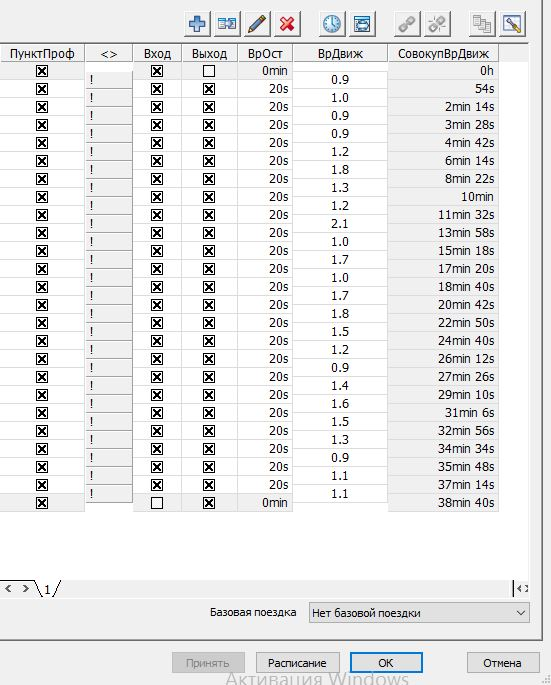 ПунктПроф <> Вход Выход ВрОст ВрДвиж СовокупВрДвиж
0min 0h
! 0.9
20s 54s
! 1.0
20s 2min 14s
! 0.9
20s 3min 28s
! 0.9
20s 4min 42s
! 1.2
20s 6min 14s
! 1.8
20s 8min 22s
! 1.3
20s 10min
! 1.2
20s 11min 32s
! 2.1
20s 13min 58s
! 1.0
20s 15min 18s
! 1.7
20s 17min 20s
! 1.0
20s 18min 40s
! 1.7
20s 20min 42s
! 1.8
20s 22min 50s
! 1.5
20s 24min 40s
! 1.2
20s 26min 12s
! 0.9
20s 27min 26s
! 1.4
20s 29min 10s
! 1.6
20s 31min 6s
! 1.5
20s 32min 56s
! 1.3
20s 34min 34s
! 0.9
20s 35min 48s
! 1.1
20s 37min 14s
! 1.1
0min 38min 40s
< > 1 <
Базовая поездка Нет базовой поездки
Принять Расписание OK Отмена
Активация Windows